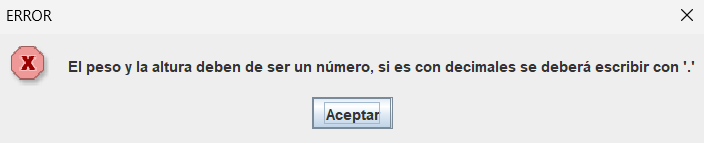 ERROR
El peso y la altura deben de ser un número, si es con decimales se deberá escribir con '.'
Aceptar